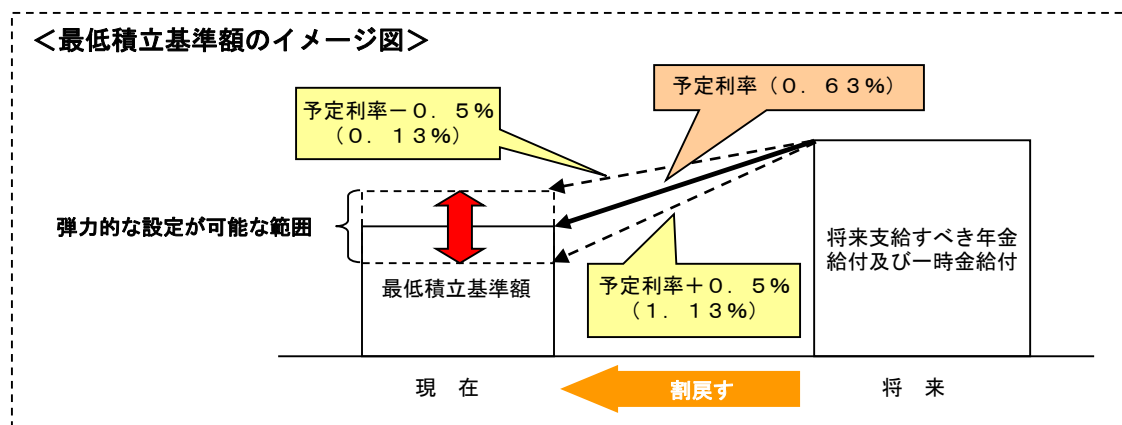 ＜最低積立基準額のイメージ図＞
予定利率（０．６３%）
予定利率－０．５%
（０．１３%）
弾力的な設定が可能な範囲
将来支給すべき年金
給付及び一時金給付
最低積立基準額
予定利率＋０．５%
（１．１３%）
現　在
割戻す
将　来